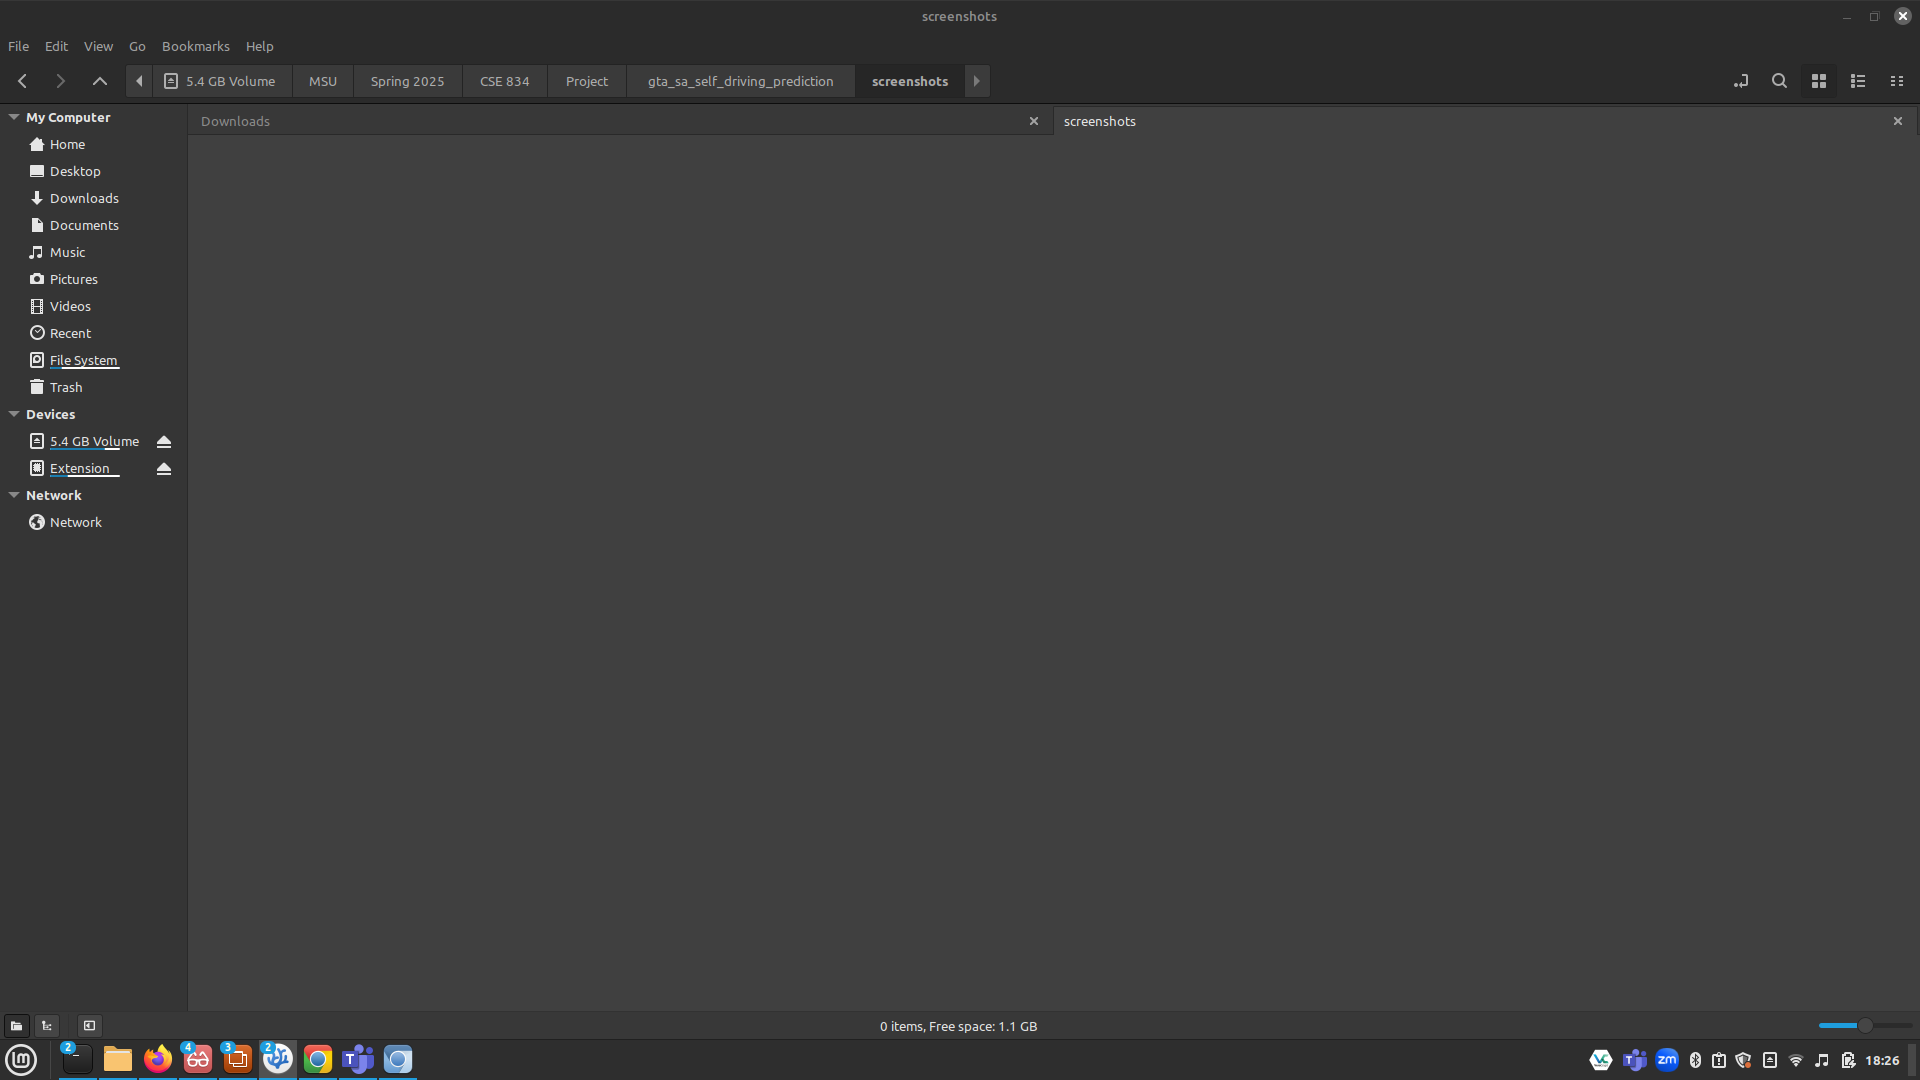 screenshots
File Edit View Go Bookmarks Help
5.4 GB Volume MSU Spring 2025 CSE 834 Project gta_sa_self_driving_prediction screenshots
My Computer
Downloads screenshots
Home
Desktop
Downloads
Documents
Music
Pictures
Videos
Recent
File System
Trash
Devices
5.4 GB Volume
Extension
Network
Network
0 items, Free space: 1.1 GB
2 4 3 2 T VC T zm 18:26